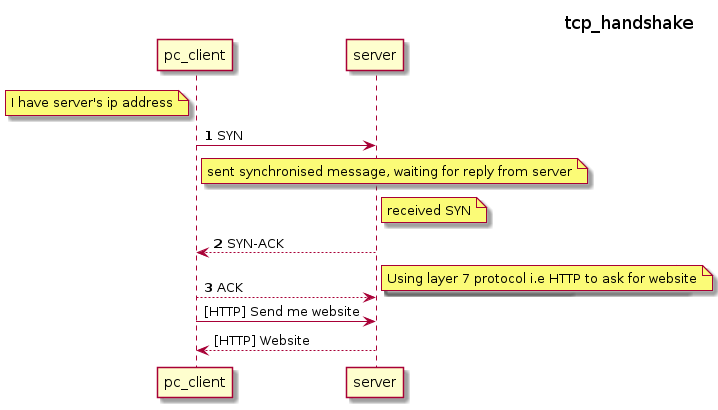 tcp_handshake
pc_client
server
I have server's ip address
1 SYN
sent synchronised message, waiting for reply from server
received SYN
2 SYN-ACK
Using layer 7 protocol i.e HTTP to ask for website
3 ACK
[HTTP] Send me website
[HTTP] Website
pc_client
server